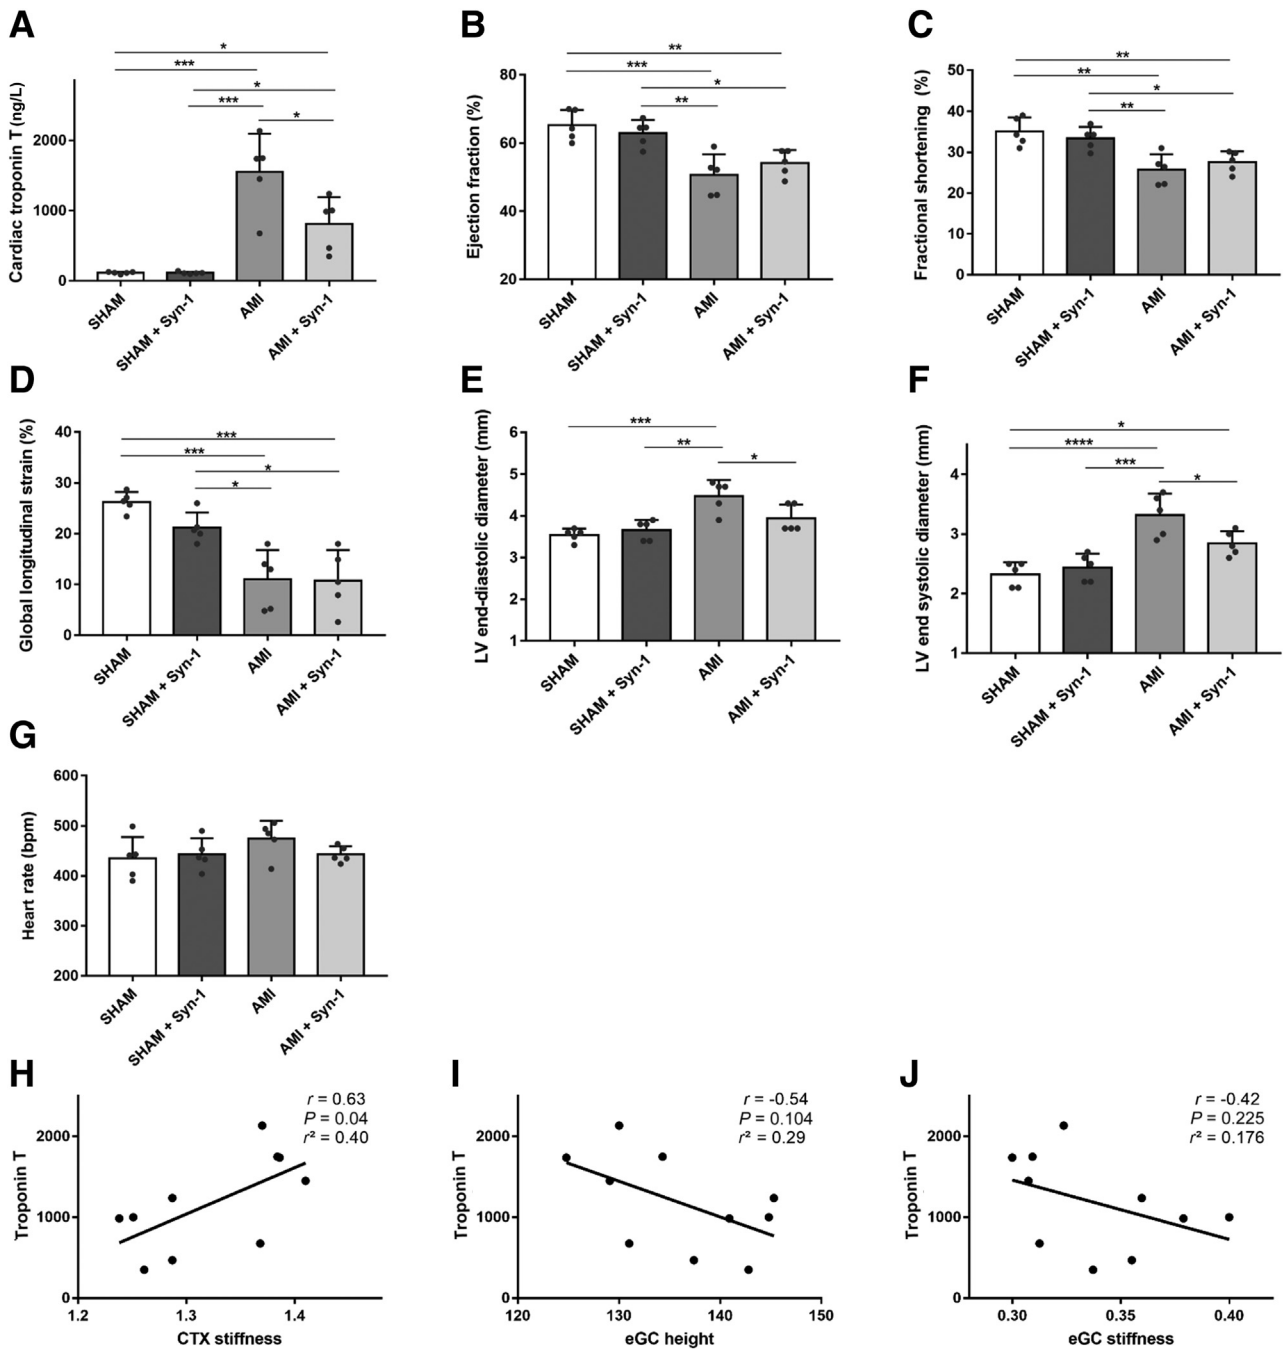 A
Cardiac troponin T (ng/L)
*
***
*
***
*
2000
1000
0
SHAM
SHAM + Syn-1
AMI
AMI + Syn-1
B
Ejection fraction (%)
**
***
*
**
80
60
40
20
SHAM
SHAM + Syn-1
AMI
AMI + Syn-1
C
Fractional shortening (%)
**
**
*
**
50
40
30
20
10
0
SHAM
SHAM + Syn-1
AMI
AMI + Syn-1
D
Global longitudinal strain (%)
***
***
*
*
40
30
20
10
0
SHAM
SHAM + Syn-1
AMI
AMI + Syn-1
E
LV end-diastolic diameter (mm)
***
**
*
6
5
4
3
2
1
SHAM
SHAM + Syn-1
AMI
AMI + Syn-1
F
LV end systolic diameter (mm)
*
****
***
*
4
3
2
1
SHAM
SHAM + Syn-1
AMI
AMI + Syn-1
G
Heart rate (bpm)
600
500
400
300
200
SHAM
SHAM + Syn-1
AMI
AMI + Syn-1
H
Troponin T
r = 0.63
P = 0.04
r² = 0.40
2000
1000
0
1.2 1.3 1.4
CTX stiffness
I
Troponin T
r = -0.54
P = 0.104
r² = 0.29
2000
1000
0
120 130 140 150
eGC height
J
Troponin T
r = -0.42
P = 0.225
r² = 0.176
2000
1000
0
0.30 0.35 0.40
eGC stiffness